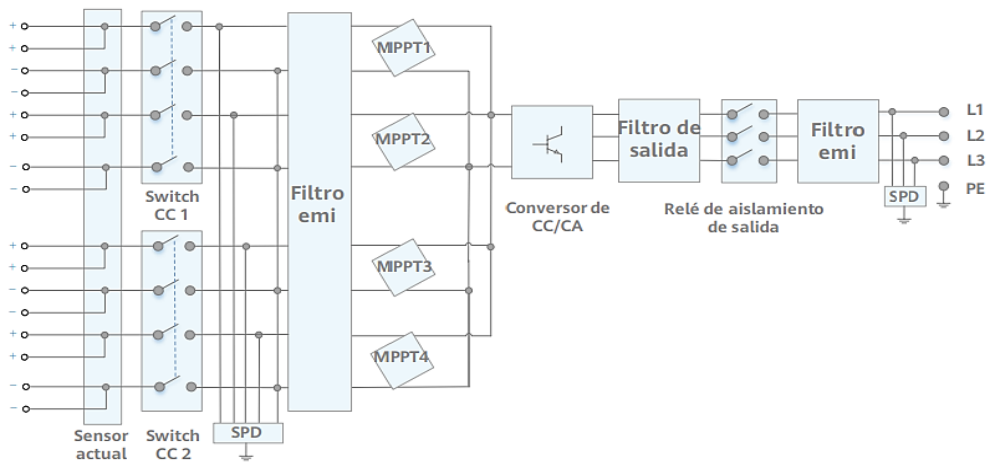 +
+
−
−
+
+
−
−
+
+
−
−
+
+
−
−
Sensor
actual
Switch
CC 1
Switch
CC 2
SPD
Filtro
emi
MPPT1
MPPT2
MPPT3
MPPT4
Conversor de
CC/CA
Filtro de
salida
Relé de aislamiento
de salida
Filtro
emi
SPD
L1
L2
L3
PE